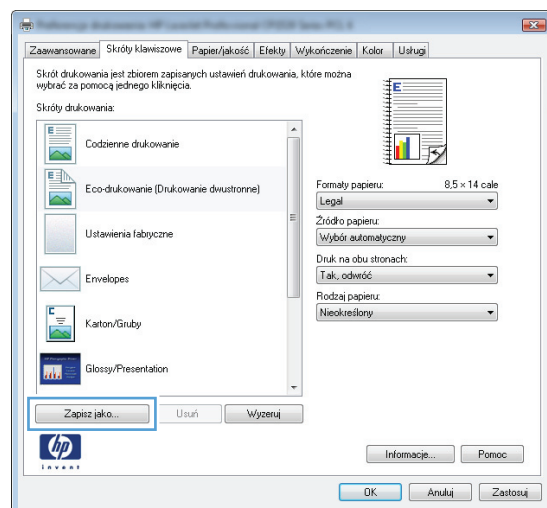 Zaawansowane Skróty klawiszowe Papier/jakość Efekty Wykończenie Kolor Usługi
Skrót drukowania jest zbiorem zapisanych ustawień drukowania, które można
wybrać za pomocą jednego kliknięcia.
Skróty drukowania:
Codzienne drukowanie
Eco-drukowanie (Drukowanie dwustronne)
Ustawienia fabryczne
Envelopes
Karton/Gruby
Glossy/Presentation
Zapisz jako... Usuń Wyzeruj
Formaty papieru: 8,5 × 14 cale
Legal
Źródło papieru:
Wybór automatyczny
Druk na obu stronach:
Tak, odwróć
Rodzaj papieru:
Nieokreślony
hp
invent
Informacje... Pomoc
OK Anuluj Zastosuj